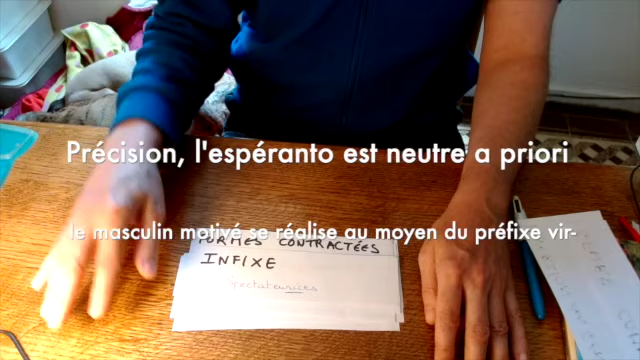 Précision, l'espéranto est neutre a priori
le masculin motivé se réalise au moyen du préfixe vir-
FORMES CONTRACTÉES
INFIXE
Spectateurices